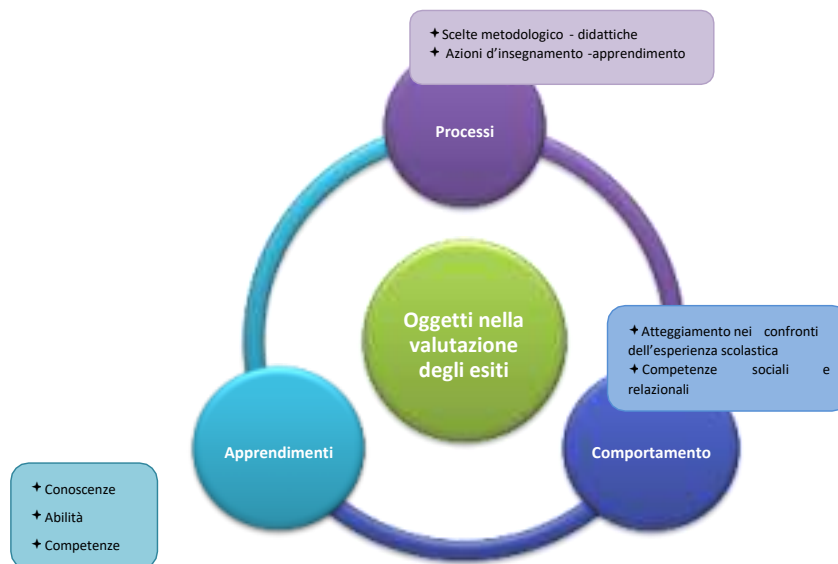 ✦ Scelte metodologico - didattiche
✦ Azioni d'insegnamento -apprendimento
Processi
Oggetti nella
valutazione
degli esiti
✦ Atteggiamento nei confronti
dell'esperienza scolastica
✦ Competenze sociali e
relazionali
Apprendimenti
Comportamento
✦ Conoscenze
✦ Abilità
✦ Competenze